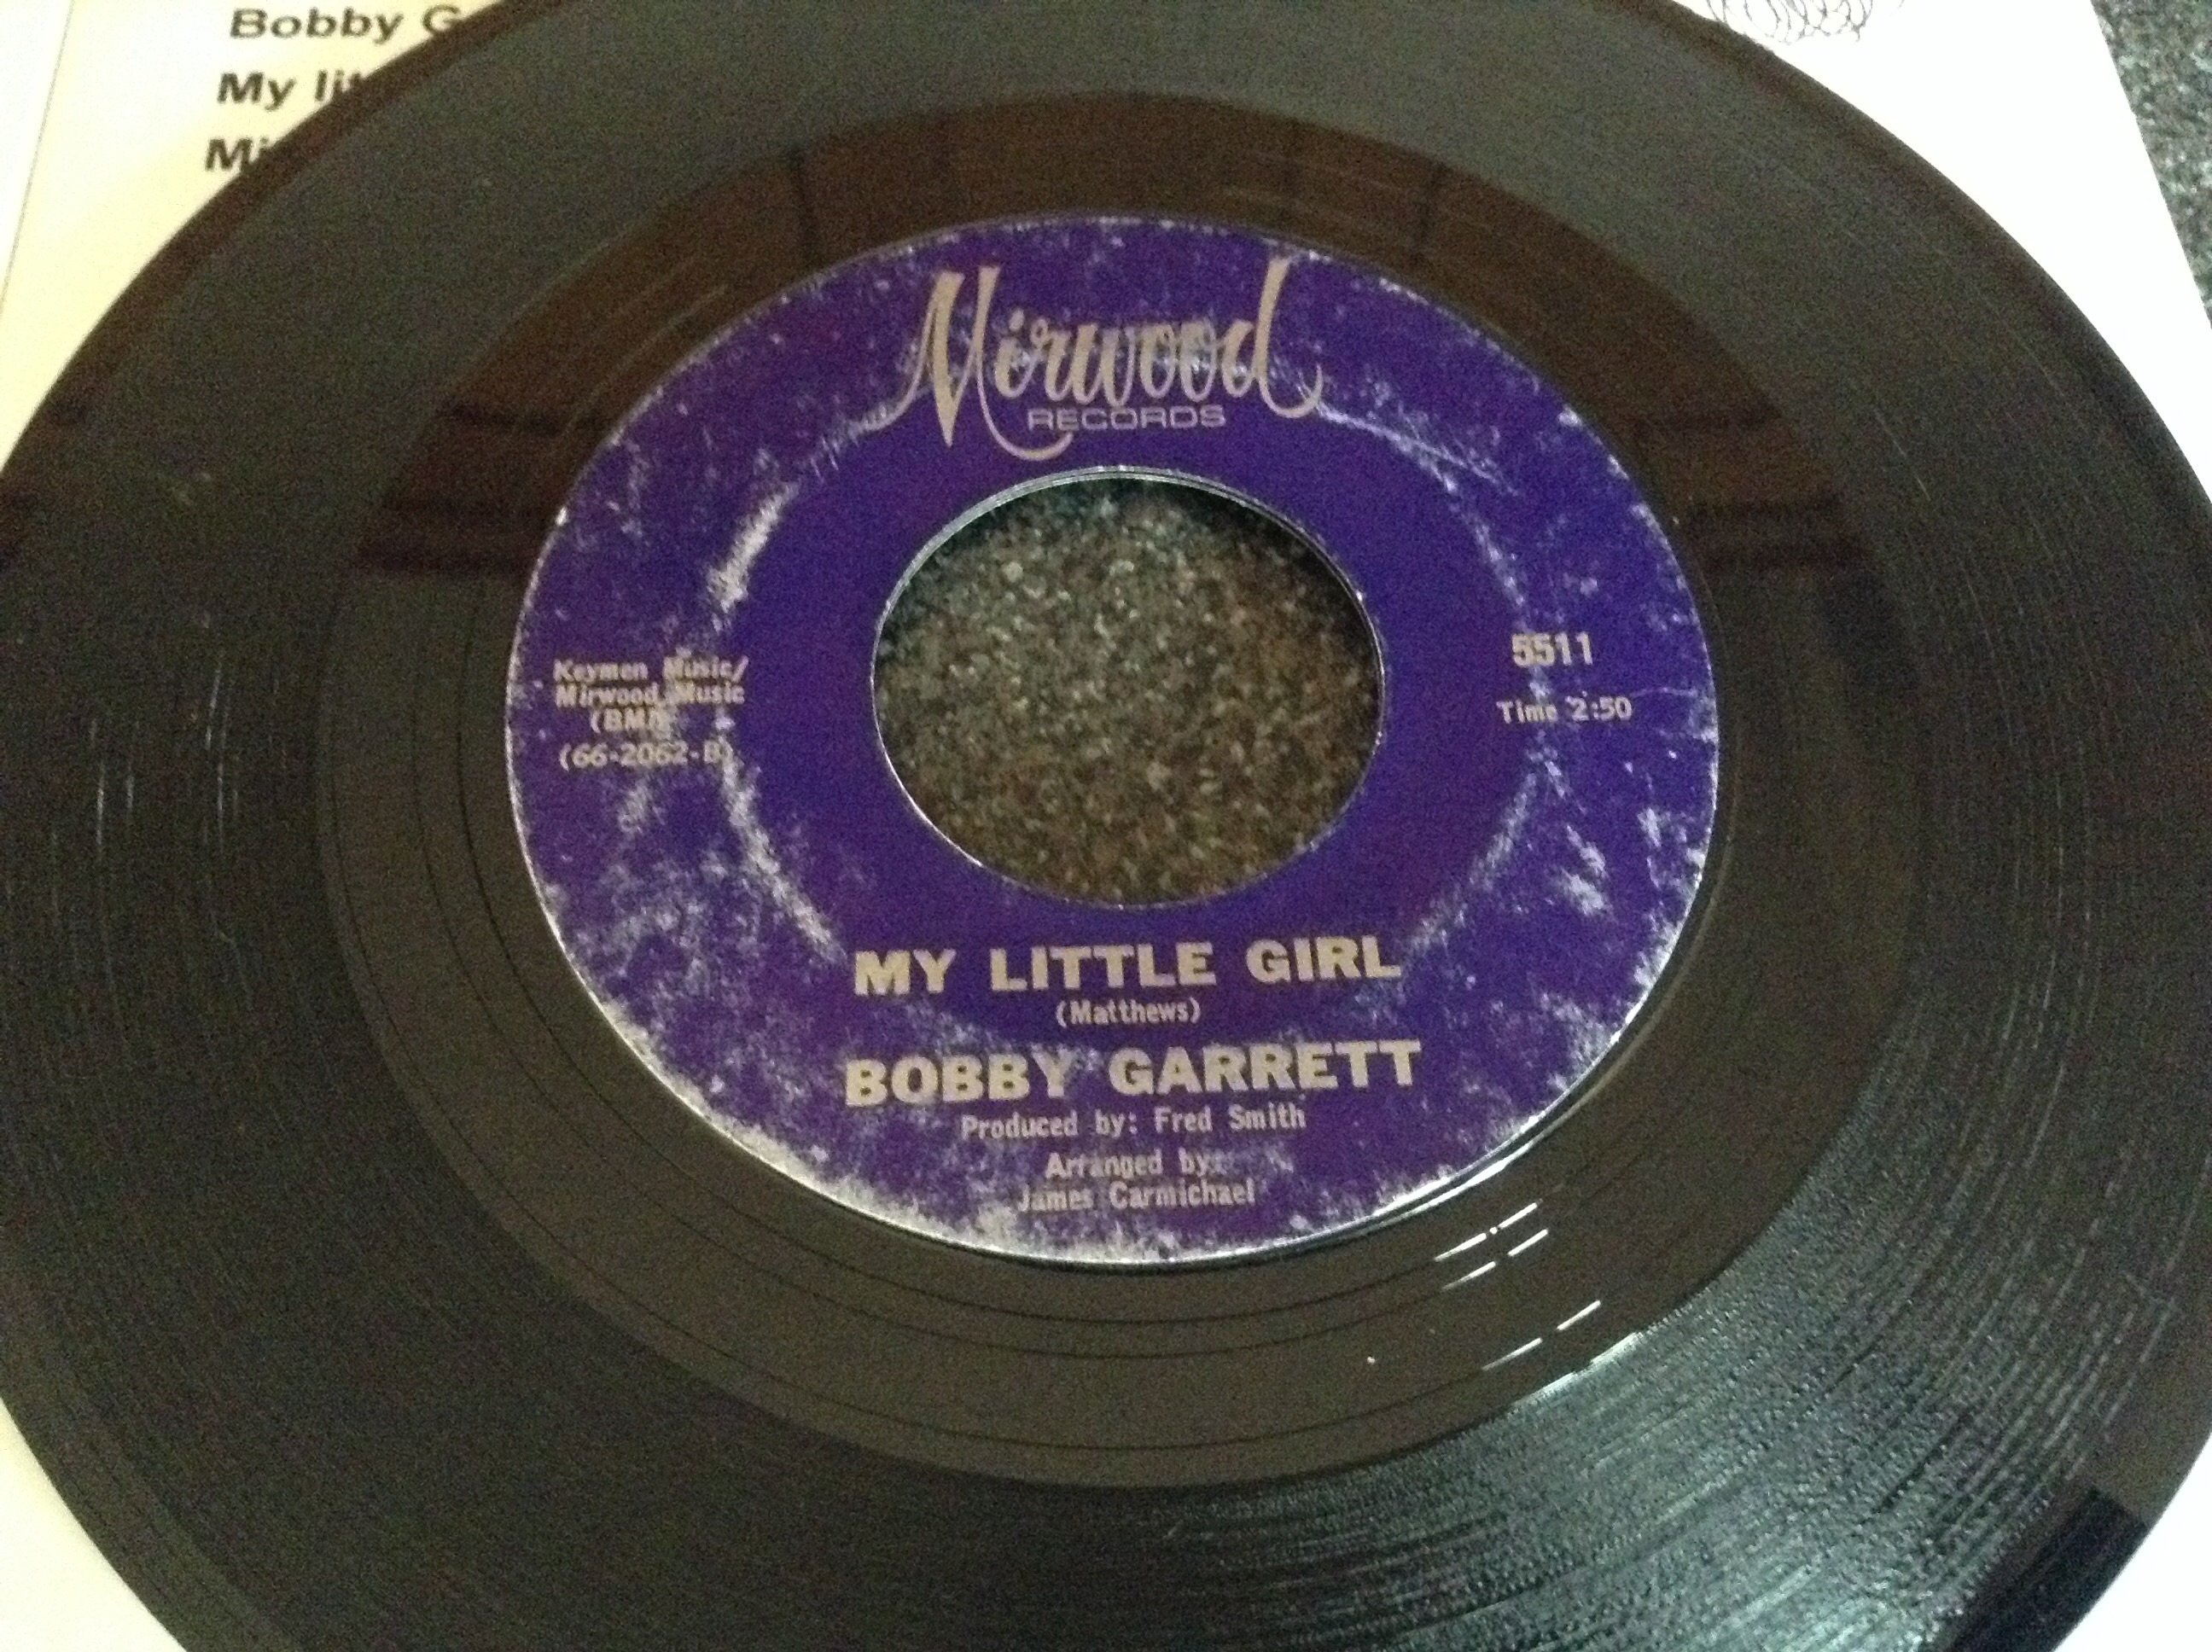 Bobby G
My lit
Mi
Mirwood
RECORDS
Keymen Music/
Mirwood Music
(BMI)
(66-2062-B)
5511
Time 2:50
MY LITTLE GIRL
(Matthews)
BOBBY GARRETT
Produced by: Fred Smith
Arranged by:
James Carmichael